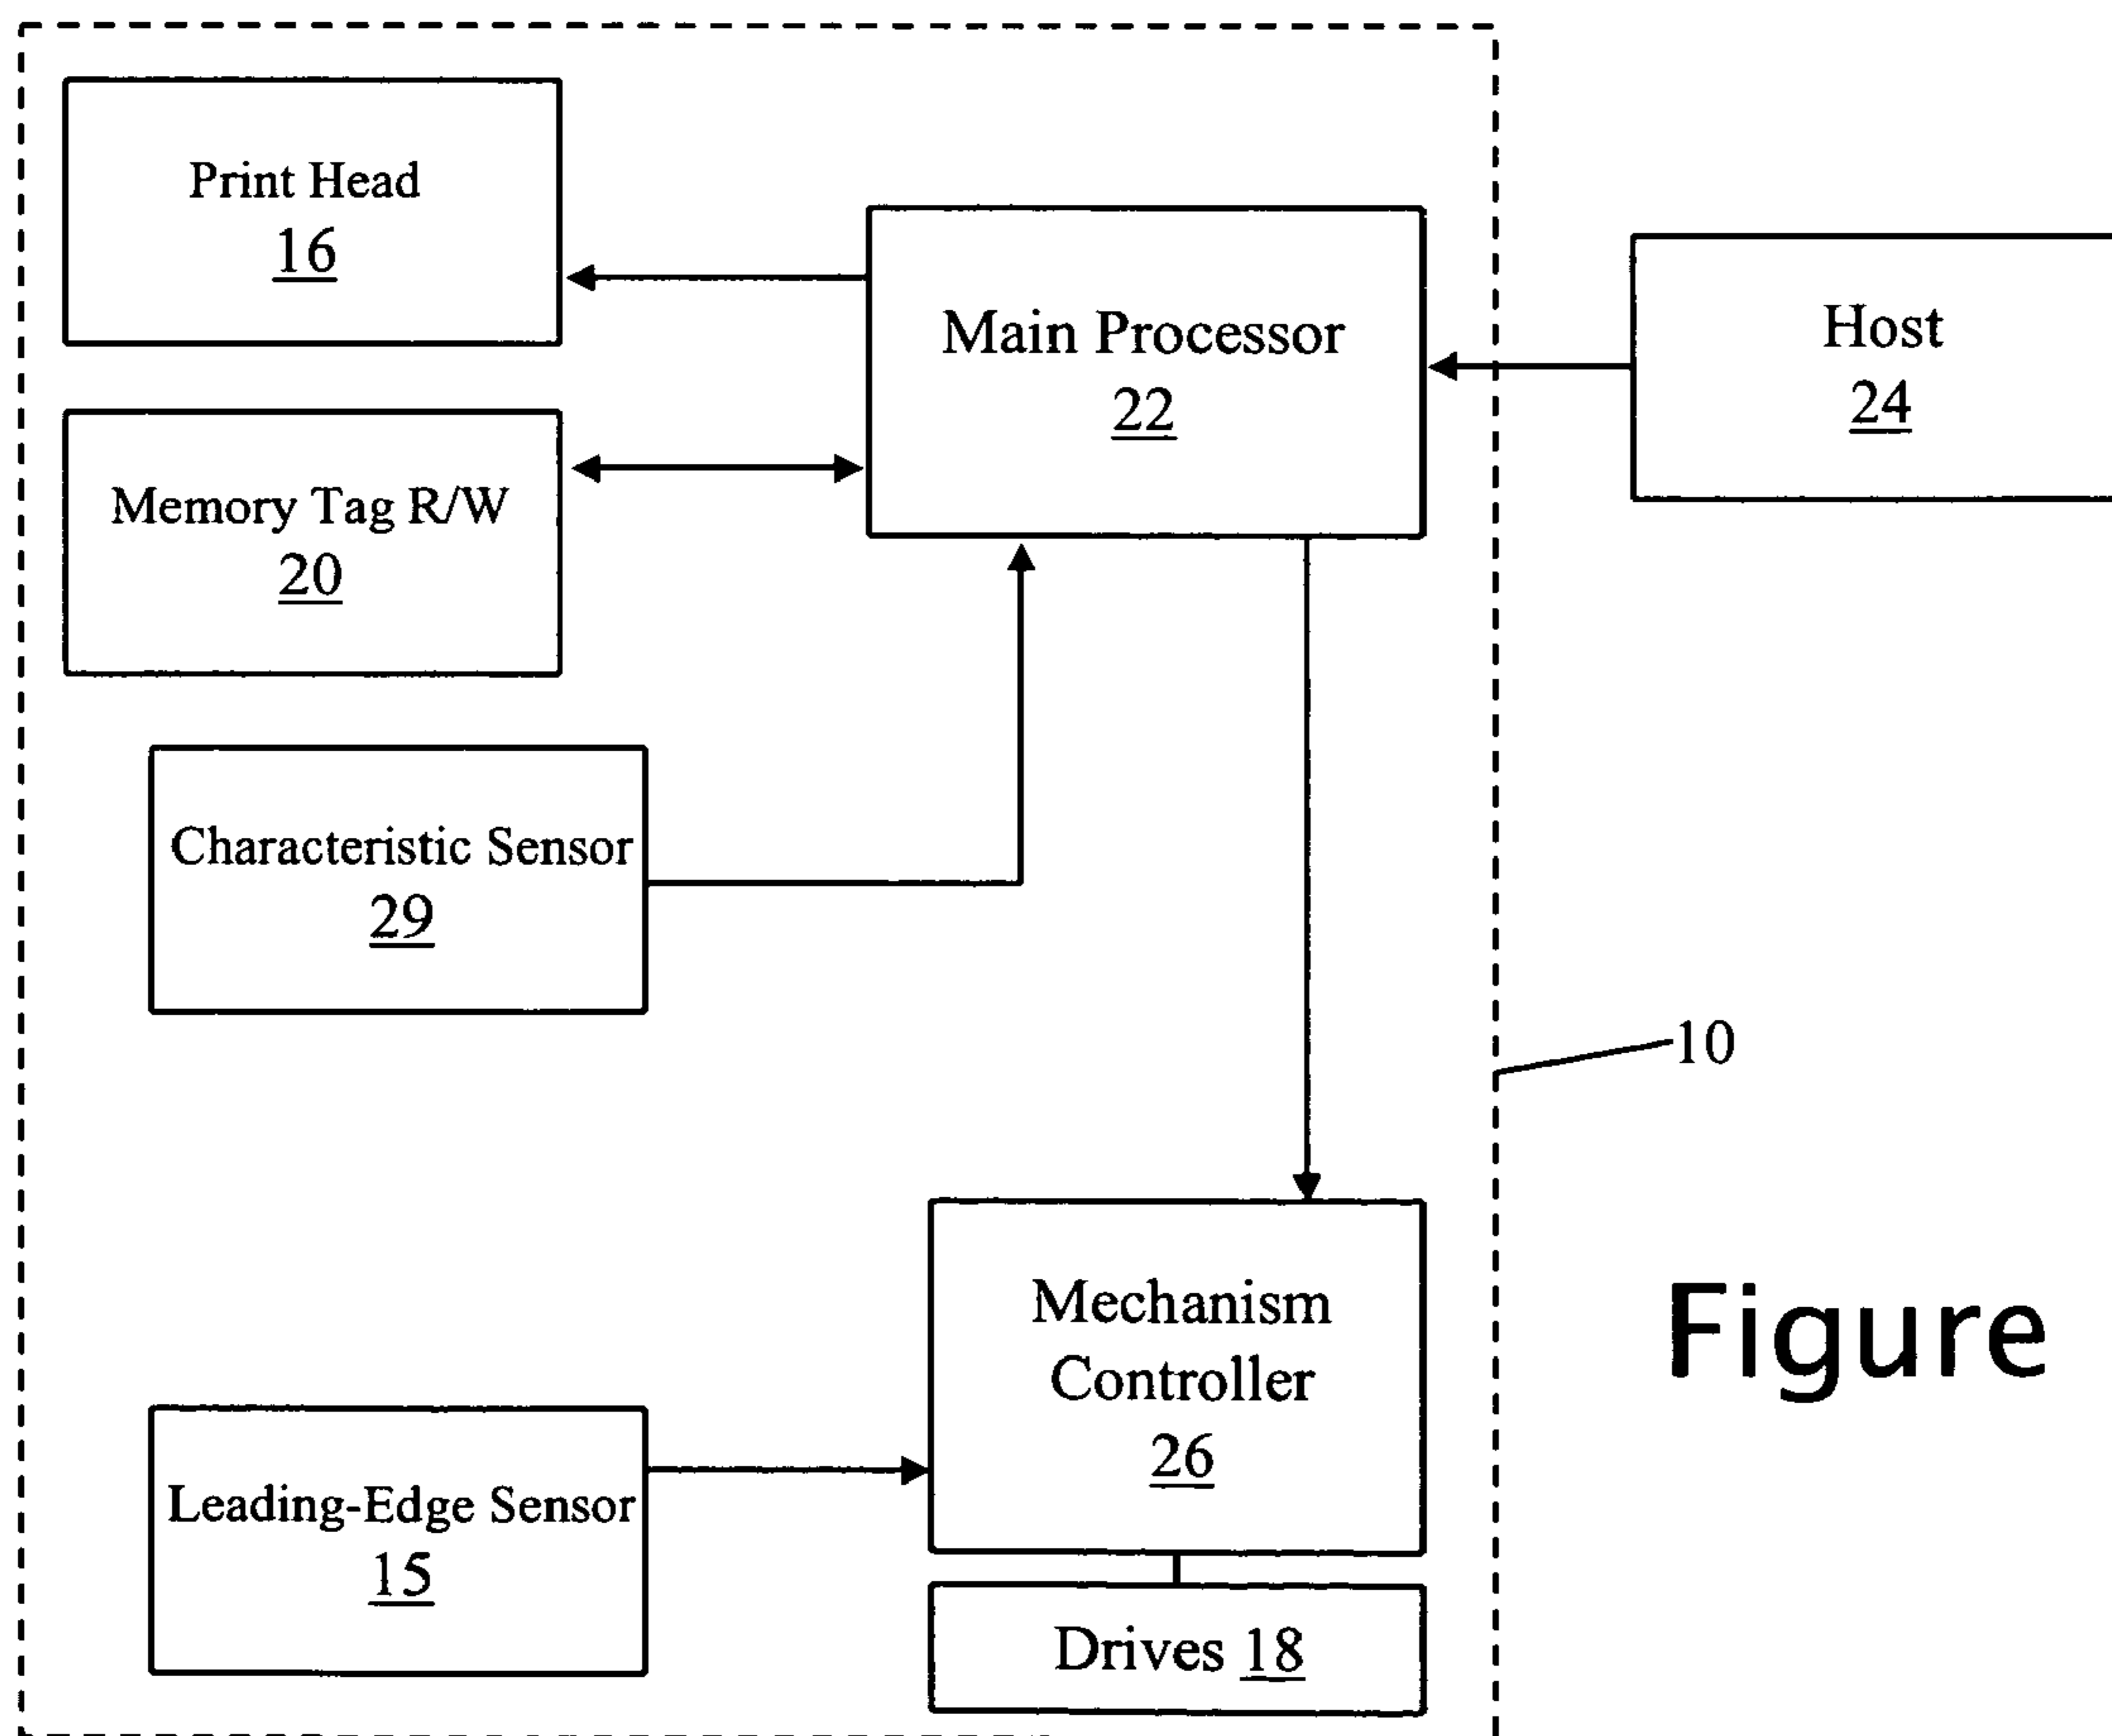 Print Head
16
Main Processor
22
Host
24
Memory Tag R/W
20
Characteristic Sensor
29
10
Mechanism
Controller
26
Figure
Leading-Edge Sensor
15
Drives 18